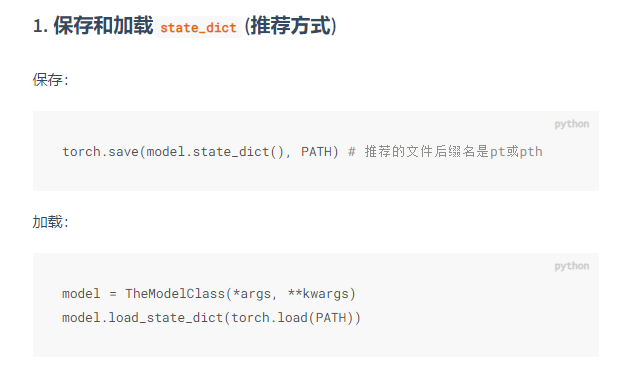 1. 保存和加载 state_dict (推荐方式)
保存：
python
torch.save(model.state_dict(), PATH) # 推荐的文件后缀名是pt或pth
加载：
python
model = TheModelClass(*args, **kwargs)
model.load_state_dict(torch.load(PATH))